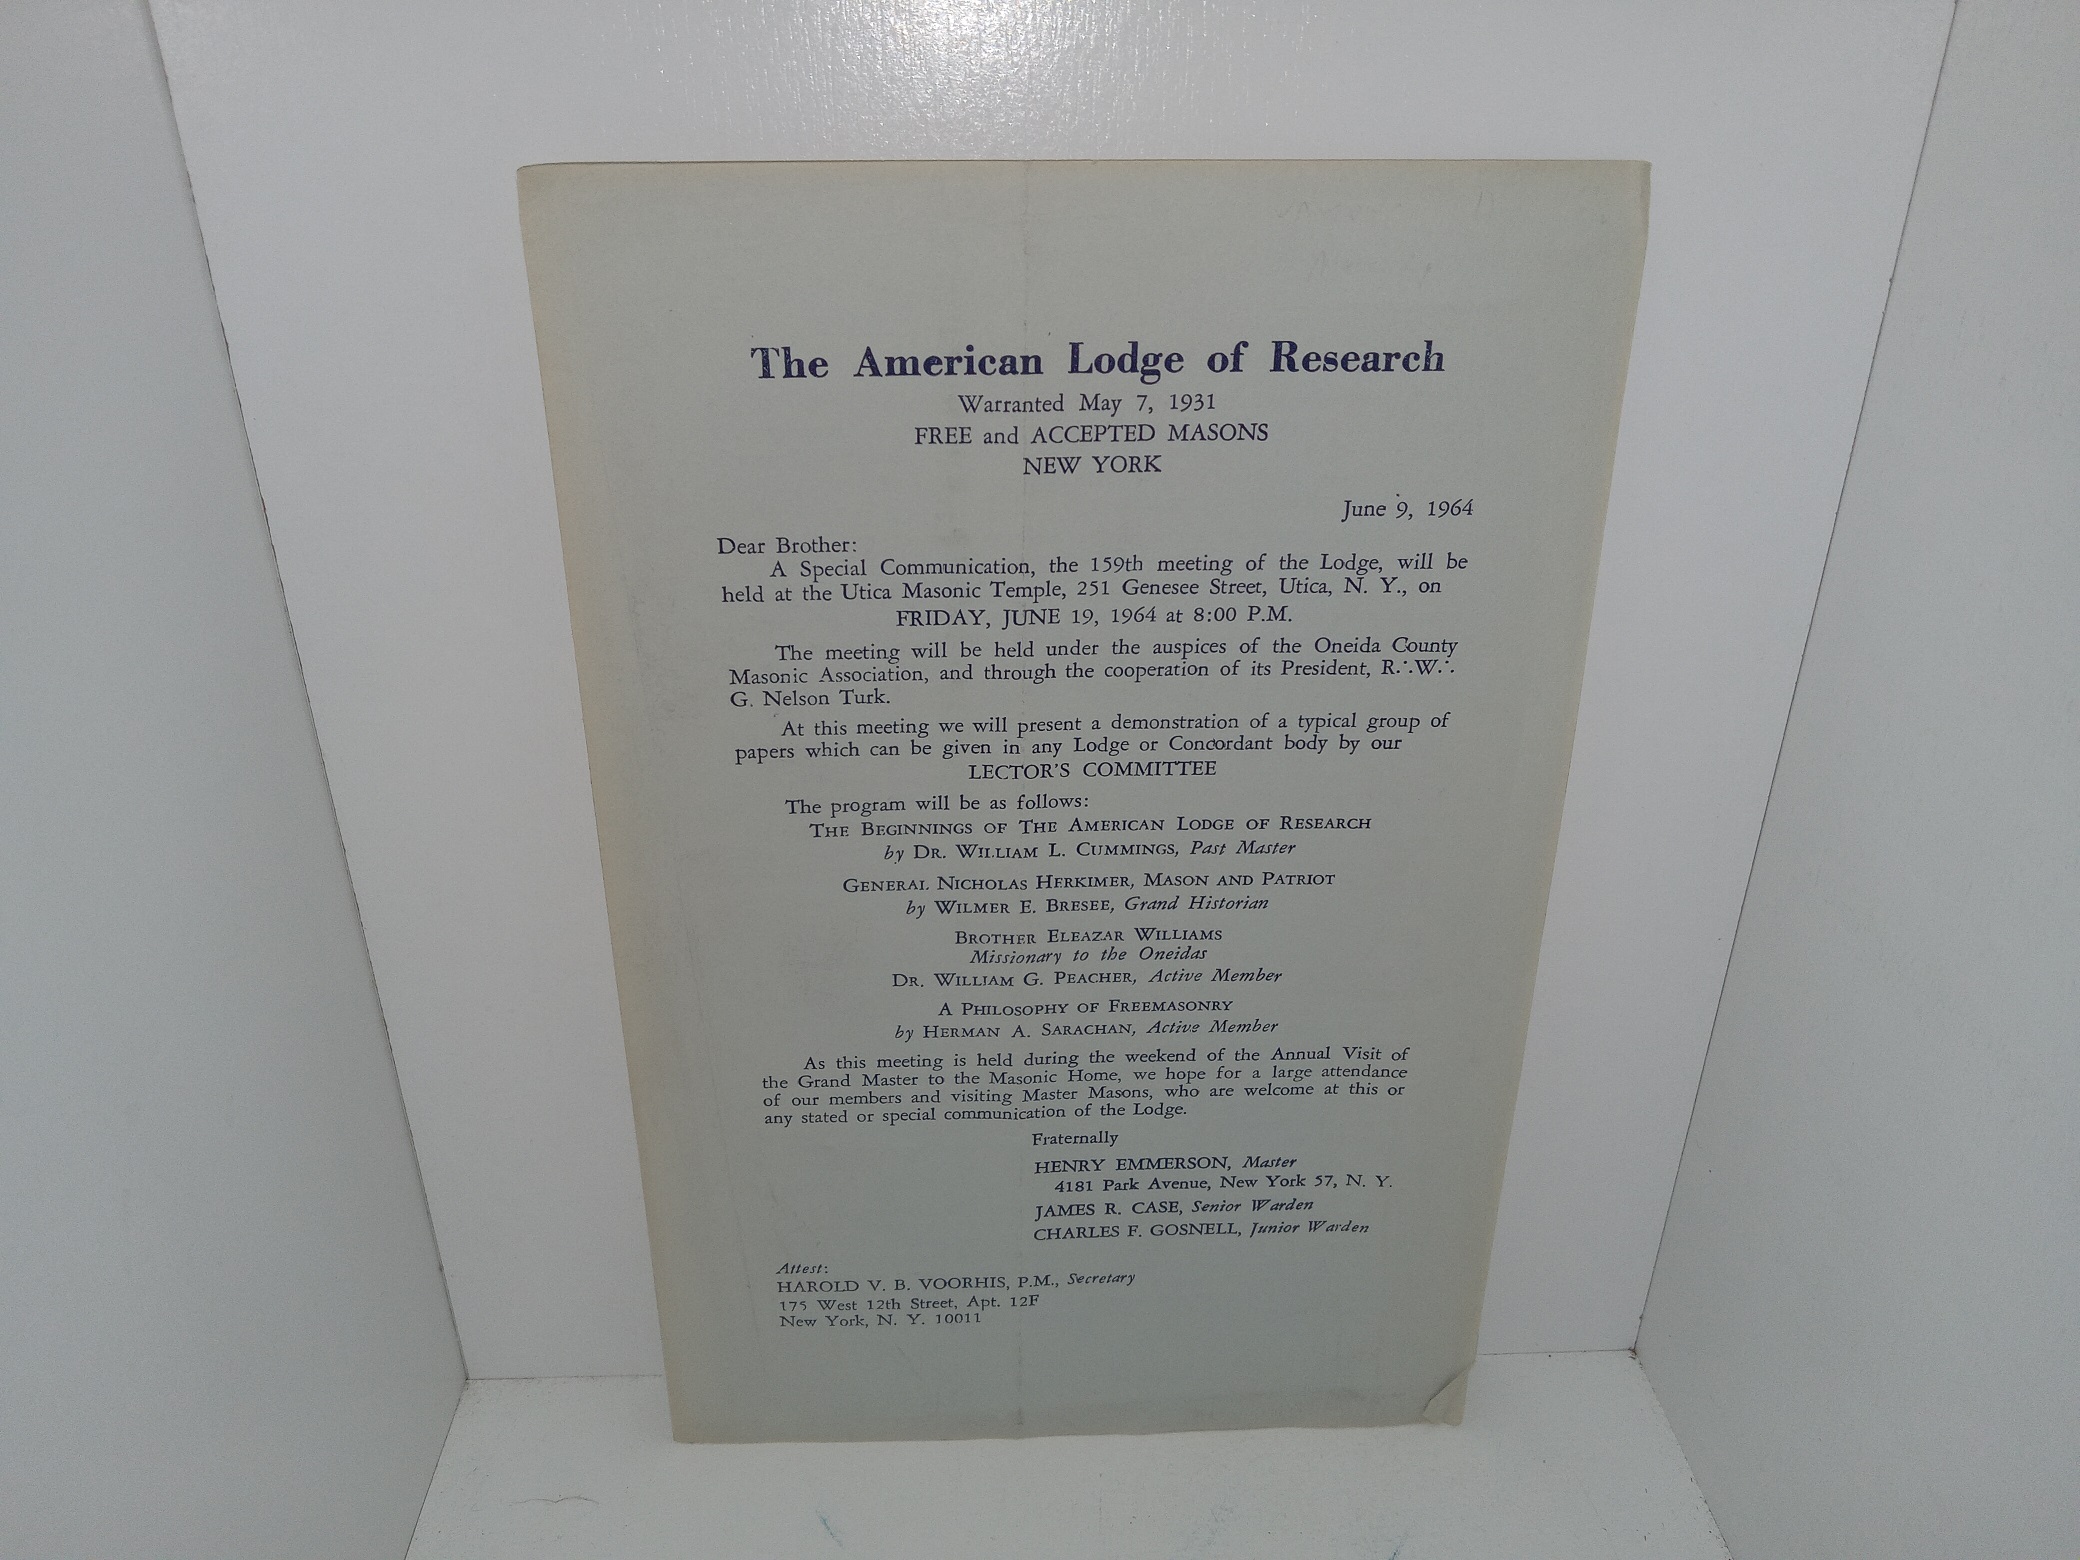 The American Lodge of Research
Warranted May 7, 1931
FREE and ACCEPTED MASONS
NEW YORK
June 9, 1964
Dear Brother:
A Special Communication, the 159th meeting of the Lodge, will be
held at the Utica Masonic Temple, 251 Genesee Street, Utica, N. Y., on
FRIDAY, JUNE 19, 1964 at 8:00 P.M.
The meeting will be held under the auspices of the Oneida County
Masonic Association, and through the cooperation of its President, R∴W∴
G. Nelson Turk.
At this meeting we will present a demonstration of a typical group of
papers which can be given in any Lodge or Concordant body by our
LECTOR'S COMMITTEE
The program will be as follows:
THE BEGINNINGS OF THE AMERICAN LODGE OF RESEARCH
by DR. WILLIAM L. CUMMINGS, Past Master
GENERAL NICHOLAS HERKIMER, MASON AND PATRIOT
by WILMER E. BRESEE, Grand Historian
BROTHER ELEAZAR WILLIAMS
Missionary to the Oneidas
DR. WILLIAM G. PEACHER, Active Member
A PHILOSOPHY OF FREEMASONRY
by HERMAN A. SARACHAN, Active Member
As this meeting is held during the weekend of the Annual Visit of
the Grand Master to the Masonic Home, we hope for a large attendance
of our members and visiting Master Masons, who are welcome at this or
any stated or special communication of the Lodge.
Fraternally
HENRY EMMERSON, Master
4181 Park Avenue, New York 57, N. Y.
JAMES R. CASE, Senior Warden
CHARLES F. GOSNELL, Junior Warden
Attest:
HAROLD V. B. VOORHIS, P.M., Secretary
175 West 12th Street, Apt. 12F
New York, N. Y. 10011